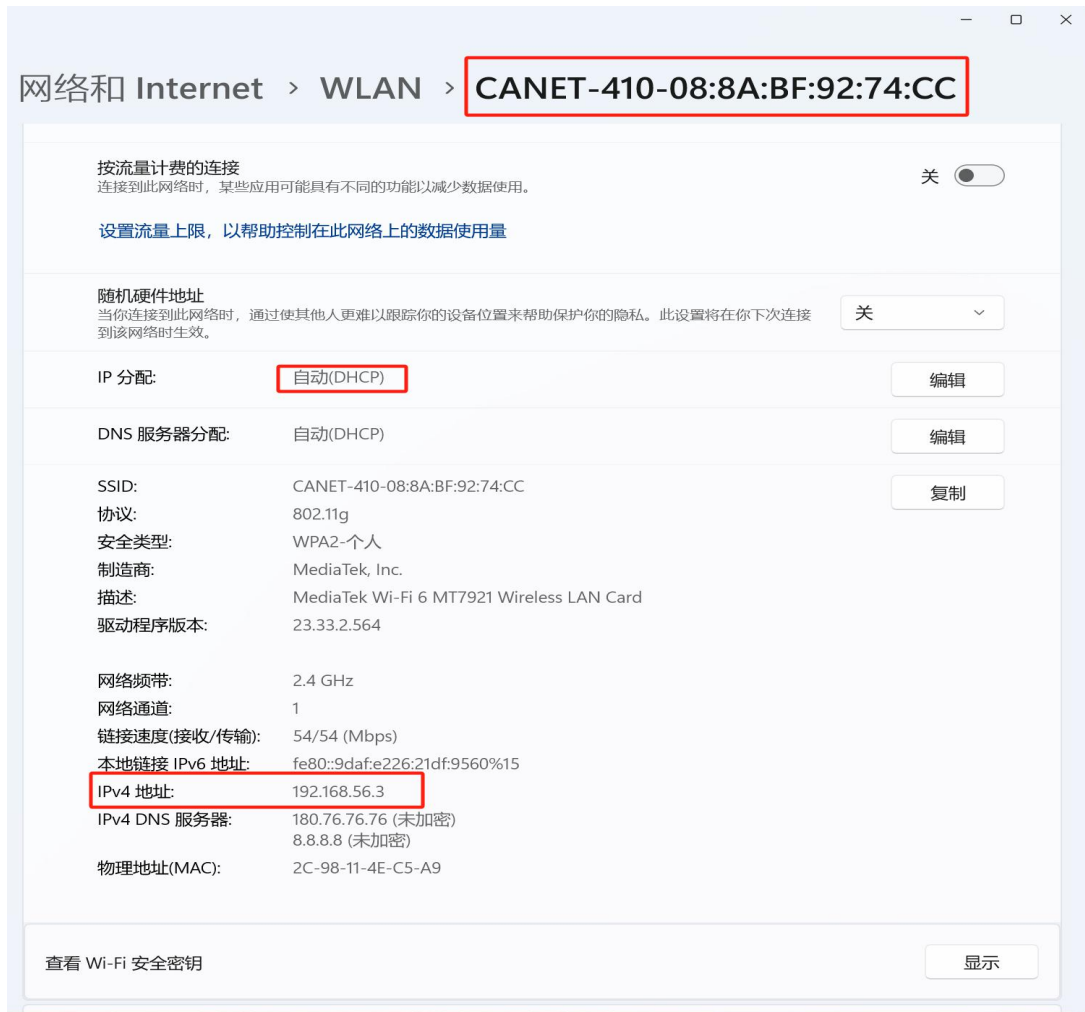 网络和 Internet > WLAN > CANET-410-08:8A:BF:92:74:CC
按流量计费的连接
连接到此网络时，某些应用可能具有不同的功能以减少数据使用。
关
设置流量上限，以帮助控制在此网络上的数据使用量
随机硬件地址
当你连接到此网络时，通过使其他人更难以跟踪你的设备位置来帮助保护你的隐私。此设置将在你下次连接
到该网络时生效。
关
IP 分配: 自动(DHCP) 编辑
DNS 服务器分配: 自动(DHCP) 编辑
SSID: CANET-410-08:8A:BF:92:74:CC 复制
协议: 802.11g
安全类型: WPA2-个人
制造商: MediaTek, Inc.
描述: MediaTek Wi-Fi 6 MT7921 Wireless LAN Card
驱动程序版本: 23.33.2.564
网络频带: 2.4 GHz
网络通道: 1
链接速度(接收/传输): 54/54 (Mbps)
本地链接 IPv6 地址: fe80::9daf:e226:21df:9560%15
IPv4 地址: 192.168.56.3
IPv4 DNS 服务器: 180.76.76.76 (未加密)
8.8.8.8 (未加密)
物理地址(MAC): 2C-98-11-4E-C5-A9
查看 Wi-Fi 安全密钥 显示